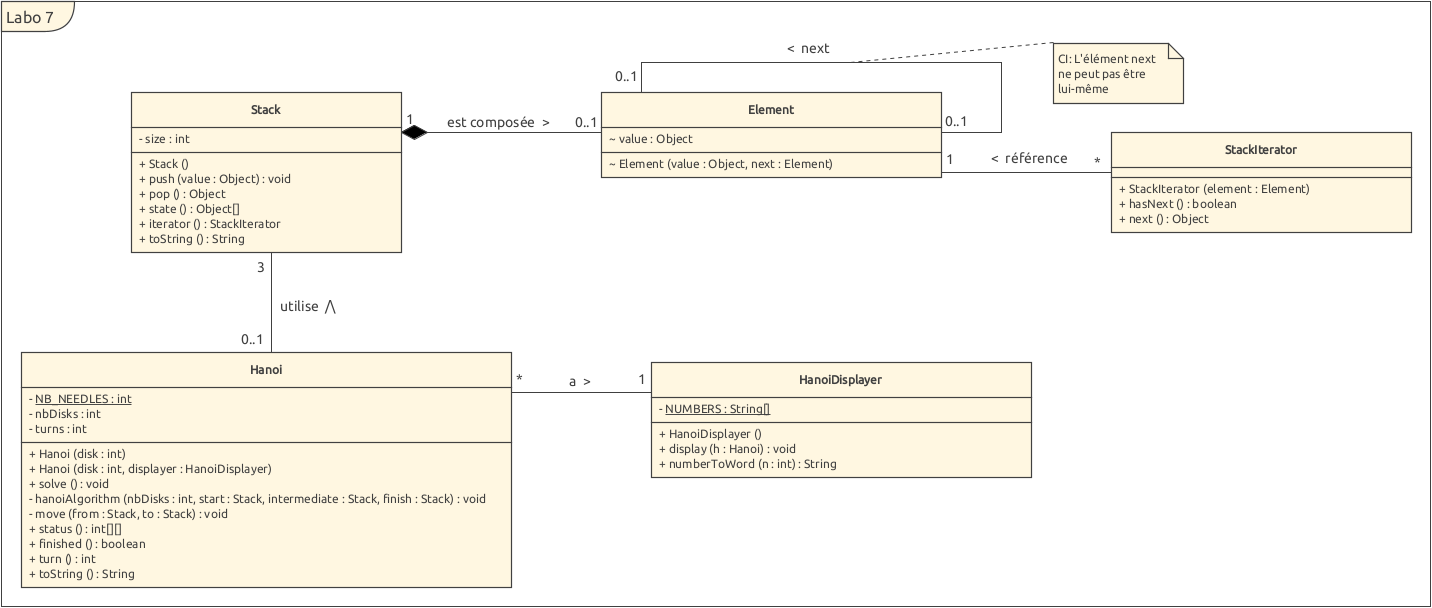 Labo 7
< next
0..1
0..1
CI: L'élément next
ne peut pas être
lui-même
Stack
- size : int
+ Stack ()
+ push (value : Object) : void
+ pop () : Object
+ state () : Object[]
+ iterator () : StackIterator
+ toString () : String
1
est composée >
0..1
Element
~ value : Object
~ Element (value : Object, next : Element)
1
< référence
*
StackIterator
+ StackIterator (element : Element)
+ hasNext () : boolean
+ next () : Object
3
utilise /\
0..1
Hanoi
- NB_NEEDLES : int
- nbDisks : int
- turns : int
+ Hanoi (disk : int)
+ Hanoi (disk : int, displayer : HanoiDisplayer)
+ solve () : void
- hanoiAlgorithm (nbDisks : int, start : Stack, intermediate : Stack, finish : Stack) : void
- move (from : Stack, to : Stack) : void
+ status () : int[][]
+ finished () : boolean
+ turn () : int
+ toString () : String
*
a >
1
HanoiDisplayer
- NUMBERS : String[]
+ HanoiDisplayer ()
+ display (h : Hanoi) : void
+ numberToWord (n : int) : String